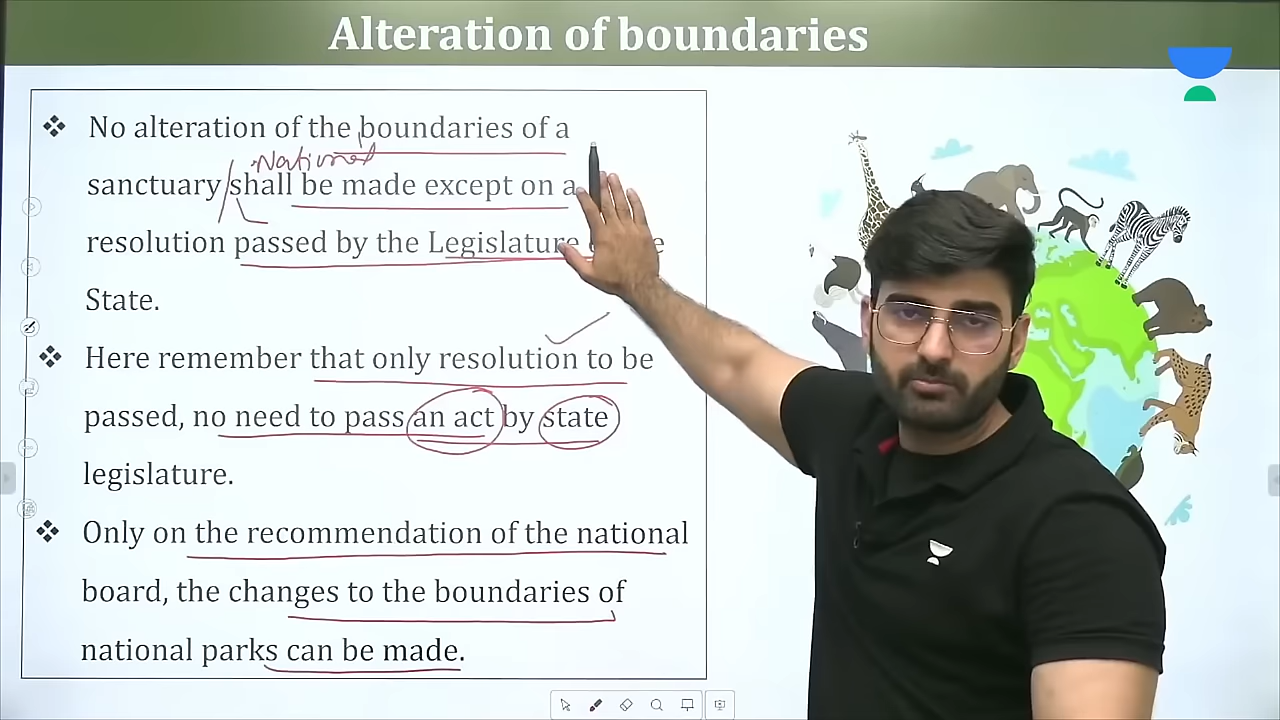 Alteration of boundaries
No alteration of the boundaries of a
National
sanctuary / shall be made except on a
resolution passed by the Legislature
State.
Here remember that only resolution to be
passed, no need to pass an act by state
legislature.
Only on the recommendation of the national
board, the changes to the boundaries of
national parks can be made.